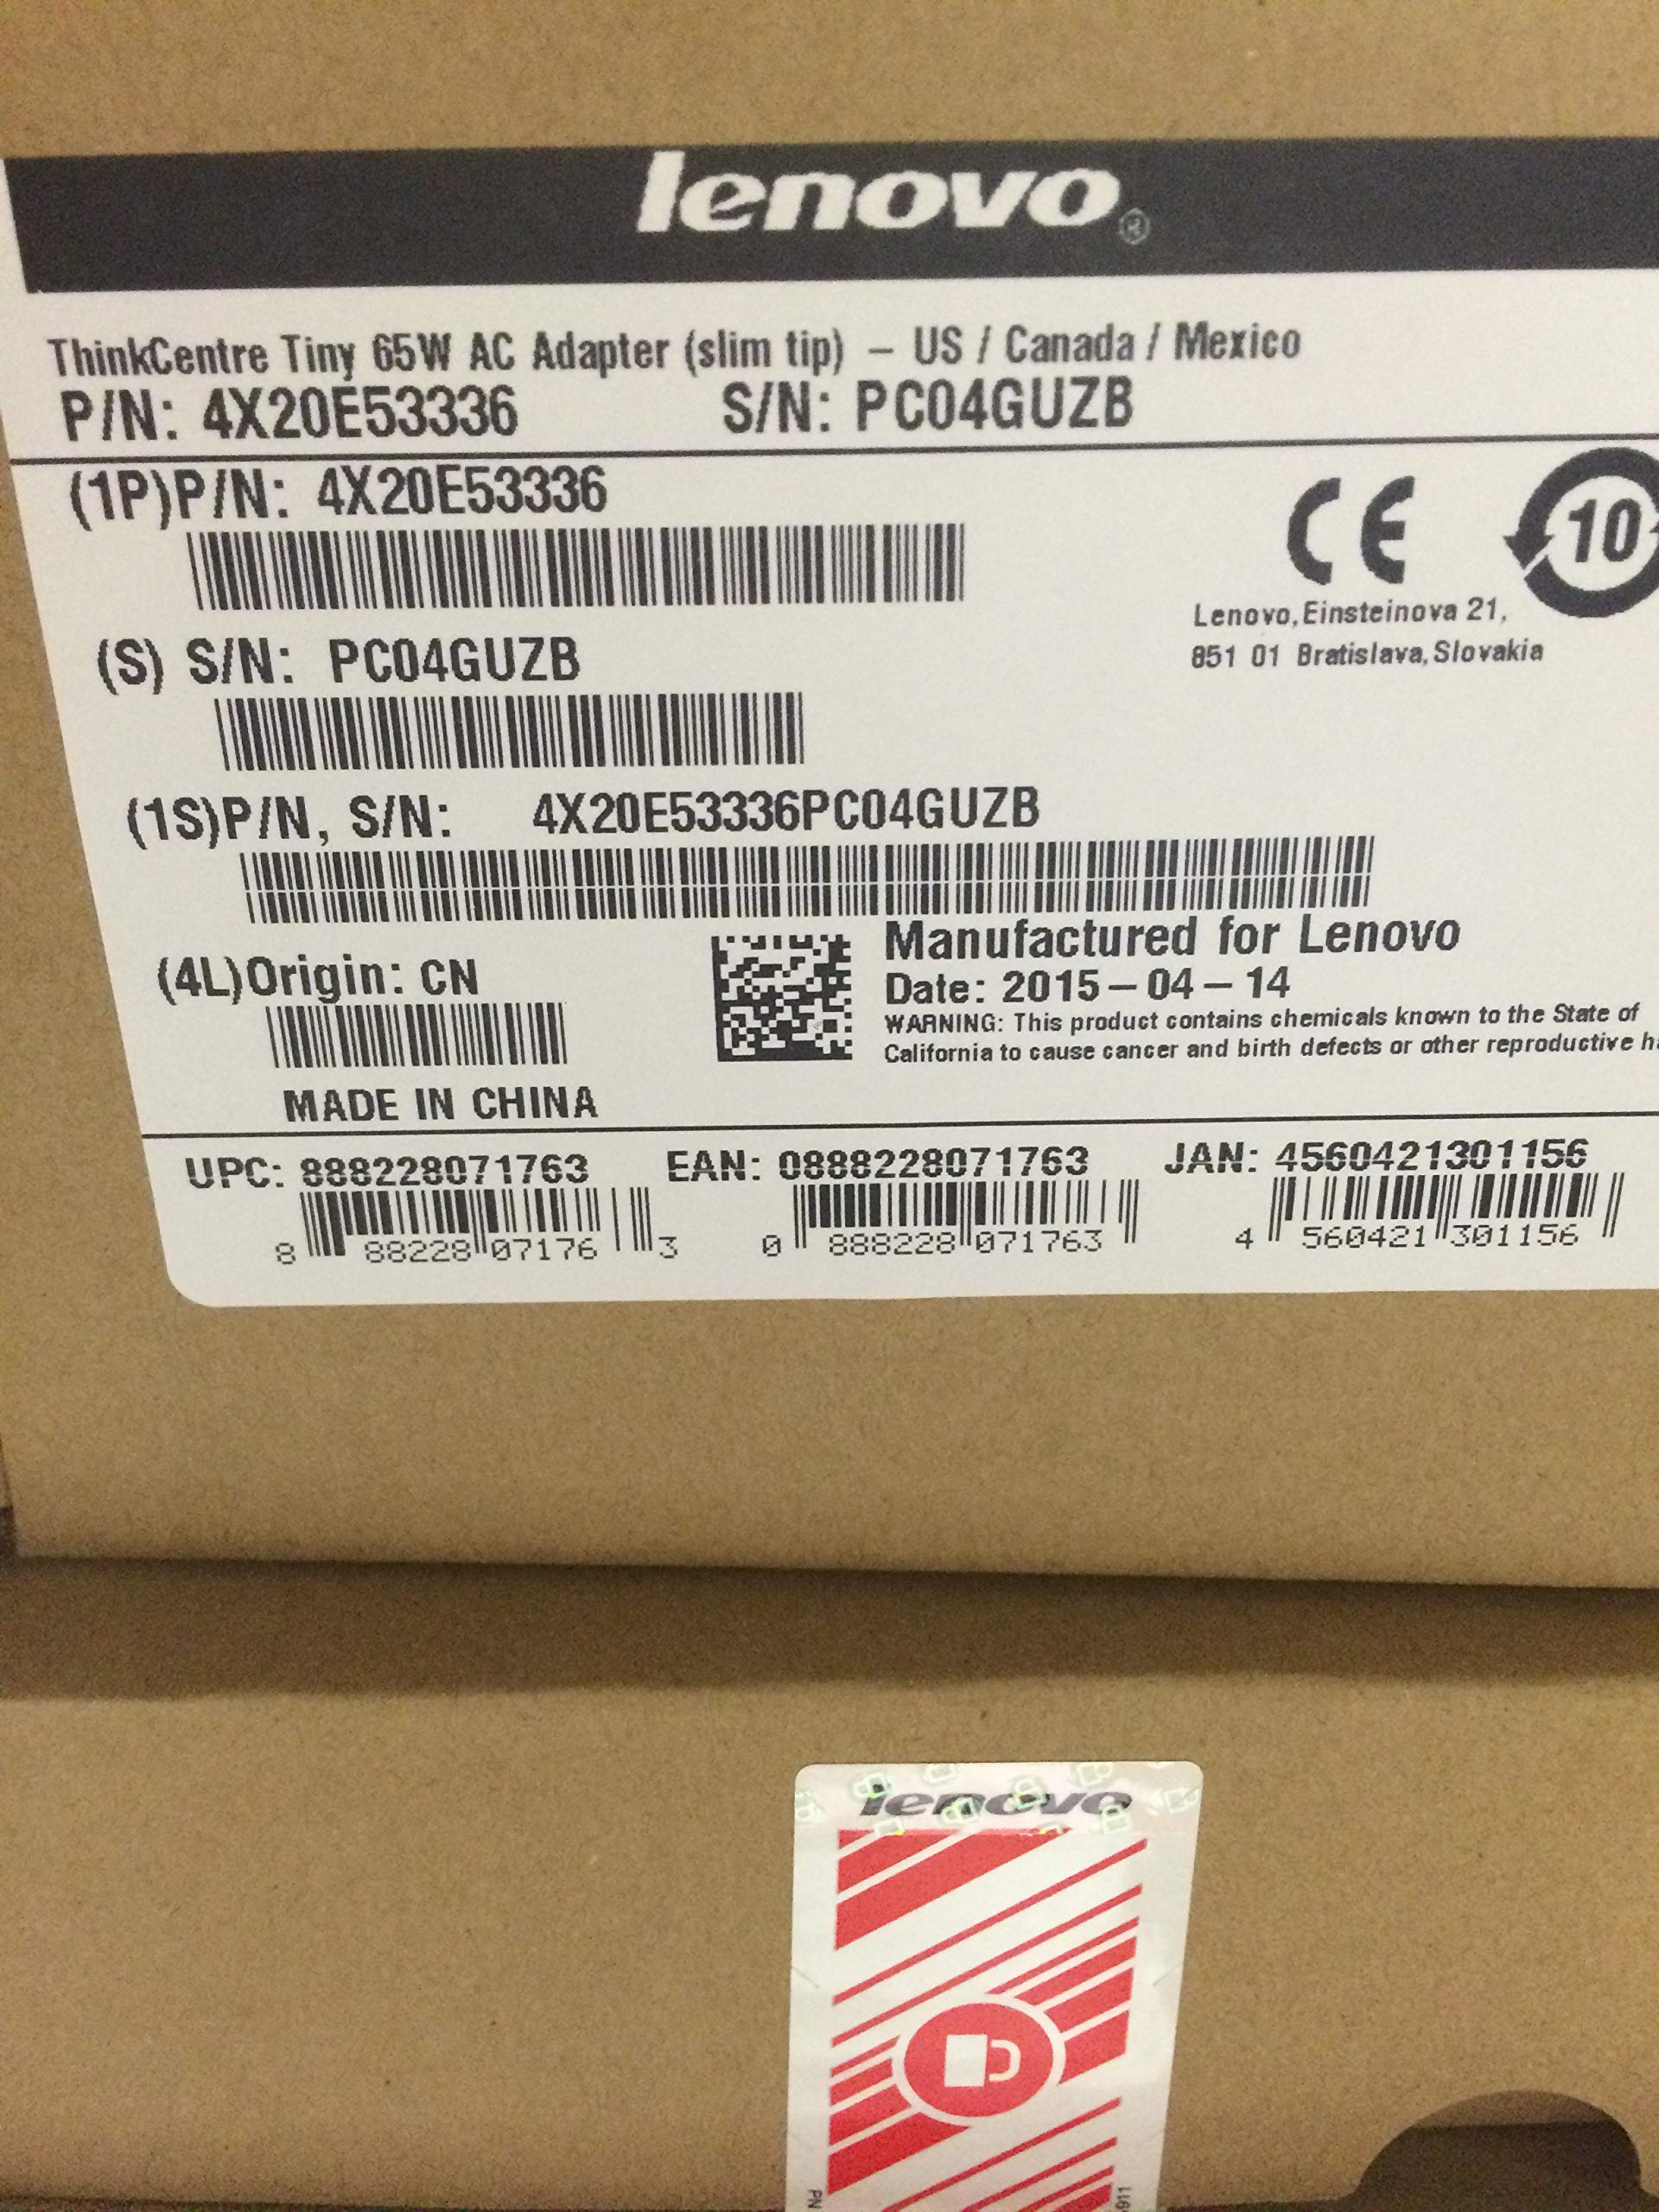 lenovo®
ThinkCentre Tiny 65W AC Adapter (slim tip) – US / Canada / Mexico
P/N: 4X20E53336 S/N: PC04GUZB
(1P)P/N: 4X20E53336
CE
10
Lenovo,Einsteinova 21,
851 01 Bratislava,Slovakia
(S) S/N: PC04GUZB
(1S)P/N, S/N: 4X20E53336PC04GUZB
Manufactured for Lenovo
(4L)Origin: CN
Date: 2015-04-14
WARNING: This product contains chemicals known to the State of
California to cause cancer and birth defects or other reproductive
MADE IN CHINA
UPC: 888228071763 EAN: 0888228071763 JAN: 4560421301156
8 88228 07176 3 0 888228 071763 4 560421 301156
lenovo
PN